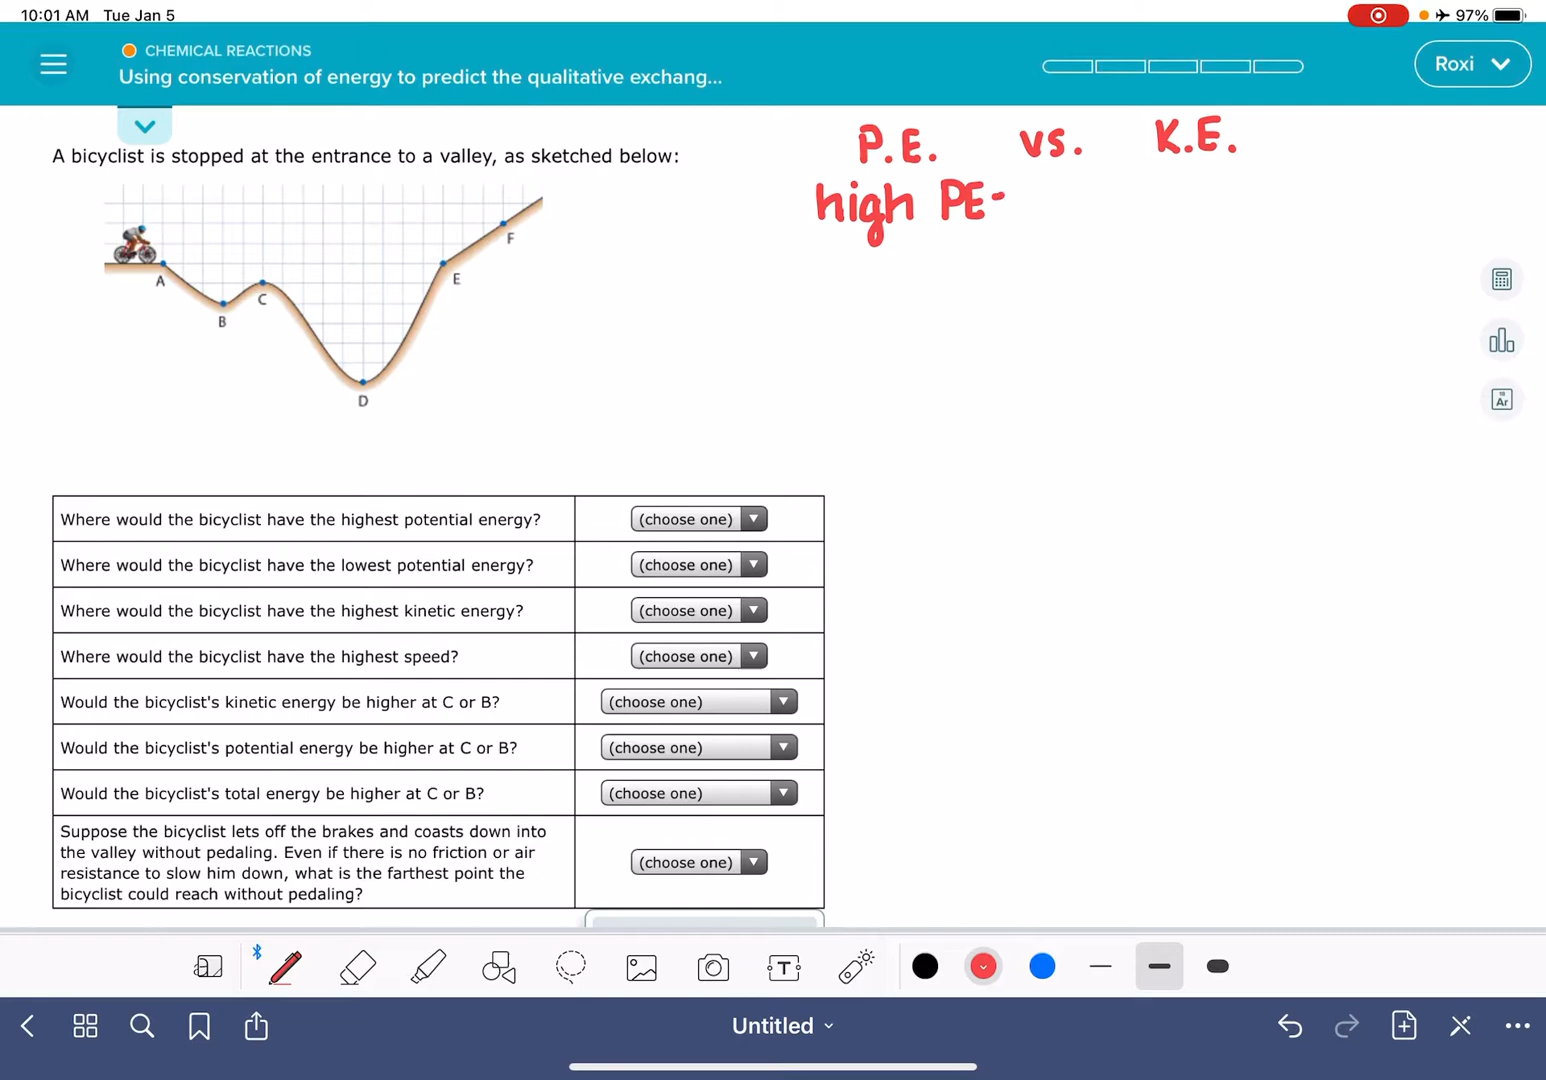 10:01 AM Tue Jan 5
97%
CHEMICAL REACTIONS
Using conservation of energy to predict the qualitative exchang...
Roxi
P.E. vs. K.E.
high PE-
A bicyclist is stopped at the entrance to a valley, as sketched below:
A
B
C
D
E
F
18
Ar
Where would the bicyclist have the highest potential energy? (choose one)
Where would the bicyclist have the lowest potential energy? (choose one)
Where would the bicyclist have the highest kinetic energy? (choose one)
Where would the bicyclist have the highest speed? (choose one)
Would the bicyclist's kinetic energy be higher at C or B? (choose one)
Would the bicyclist's potential energy be higher at C or B? (choose one)
Would the bicyclist's total energy be higher at C or B? (choose one)
Suppose the bicyclist lets off the brakes and coasts down into
the valley without pedaling. Even if there is no friction or air
resistance to slow him down, what is the farthest point the
bicyclist could reach without pedaling?
(choose one)
T
Untitled